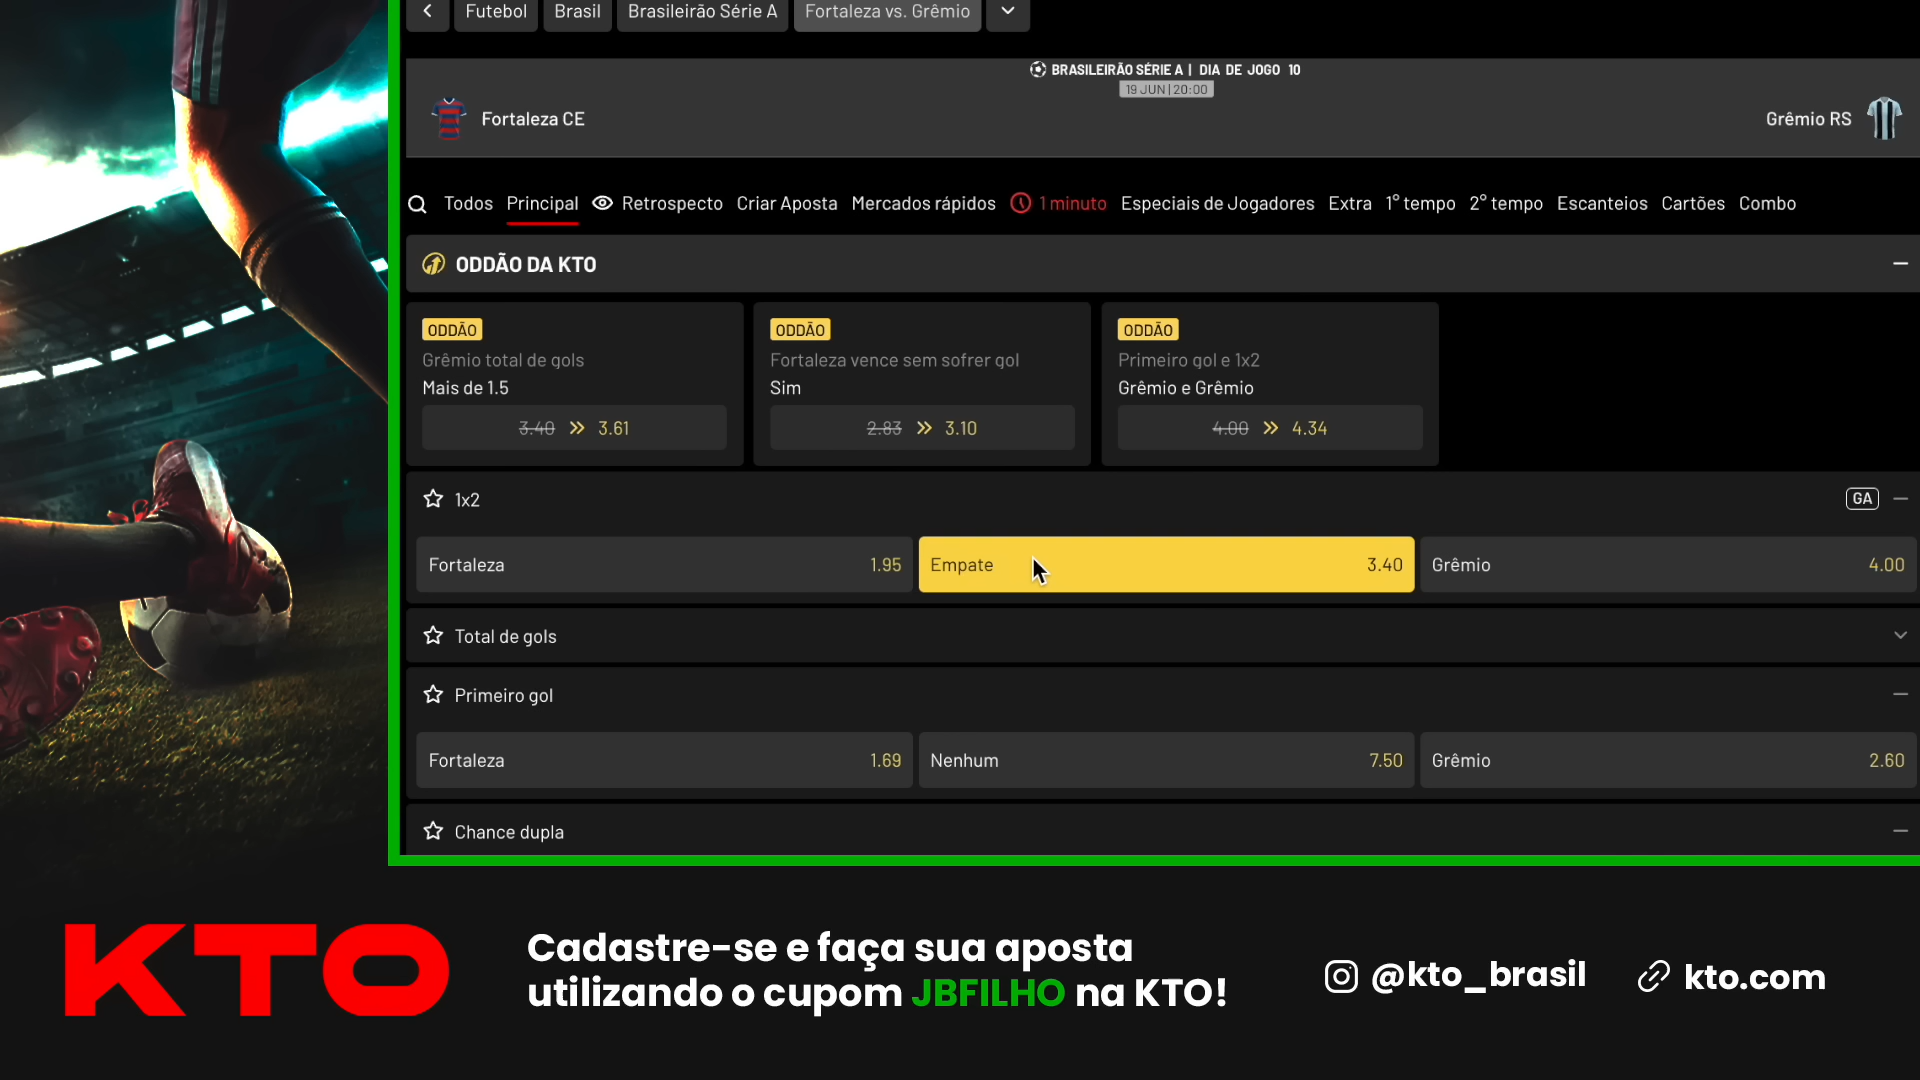 Futebol
Brasil
Brasileirão Série A
Fortaleza vs. Grêmio
BRASILEIRÃO SÉRIE A | DIA DE JOGO 10
19 JUN | 20:00
Fortaleza CE
Grêmio RS
Todos Principal Retrospecto Criar Aposta Mercados rápidos 1 minuto Especiais de Jogadores Extra 1° tempo 2° tempo Escanteios Cartões Combo
ODDÃO DA KTO
ODDÃO
Grêmio total de gols
Mais de 1.5
3.40 3.61
ODDÃO
Fortaleza vence sem sofrer gol
Sim
2.83 3.10
ODDÃO
Primeiro gol e 1x2
Grêmio e Grêmio
4.00 4.34
1x2
GA
Fortaleza 1.95
Empate 3.40
Grêmio 4.00
Total de gols
Primeiro gol
Fortaleza 1.69
Nenhum 7.50
Grêmio 2.60
Chance dupla
KTO
Cadastre-se e faça sua aposta
utilizando o cupom JBFILHO na KTO!
@kto_brasil
kto.com